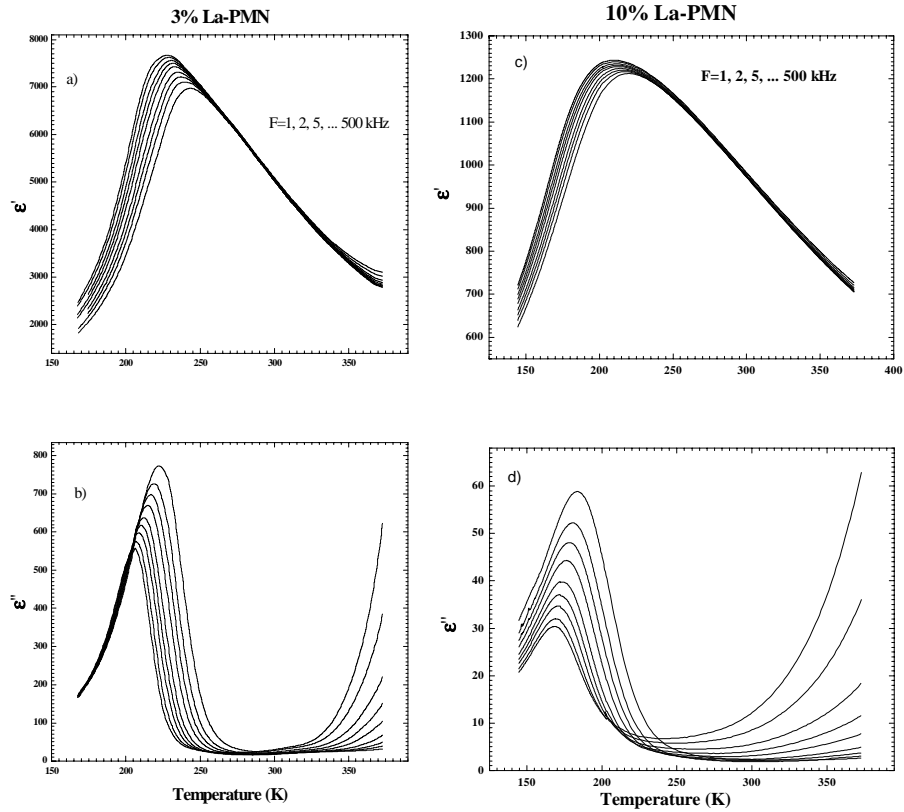 3% La-PMN
10% La-PMN
8000
7000
6000
5000
4000
3000
2000
a)
F=1, 2, 5, ... 500 kHz
ε'
150 200 250 300 350
1300
1200
1100
1000
900
800
700
600
c)
F=1, 2, 5, ... 500 kHz
ε'
150 200 250 300 350 400
800
700
600
500
400
300
200
100
0
b)
ε"
150 200 250 300 350
Temperature (K)
60
50
40
30
20
10
0
d)
ε"
150 200 250 300 350
Temperature (K)